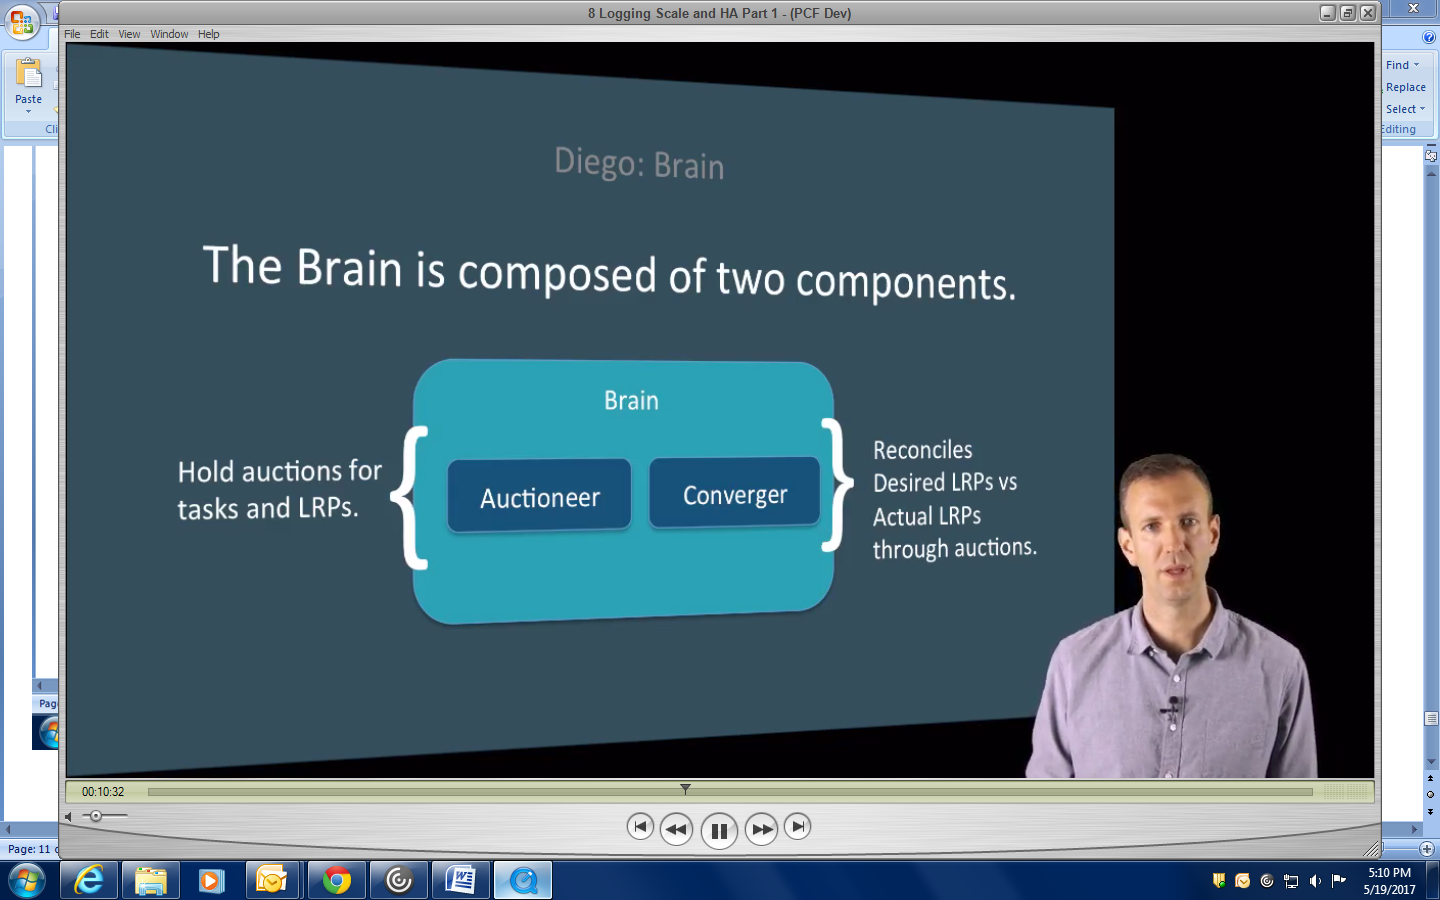 8 Logging Scale and HA Part 1 - (PCF Dev)
File Edit View Window Help
Paste
Find
Replace
Select
Editing
Diego: Brain
The Brain is composed of two components.
Brain
Hold auctions for
tasks and LRPs.
Auctioneer
Converger
Reconciles
Desired LRPs vs
Actual LRPs
through auctions.
00:10:32
Page: 11
5:10 PM
5/19/2017